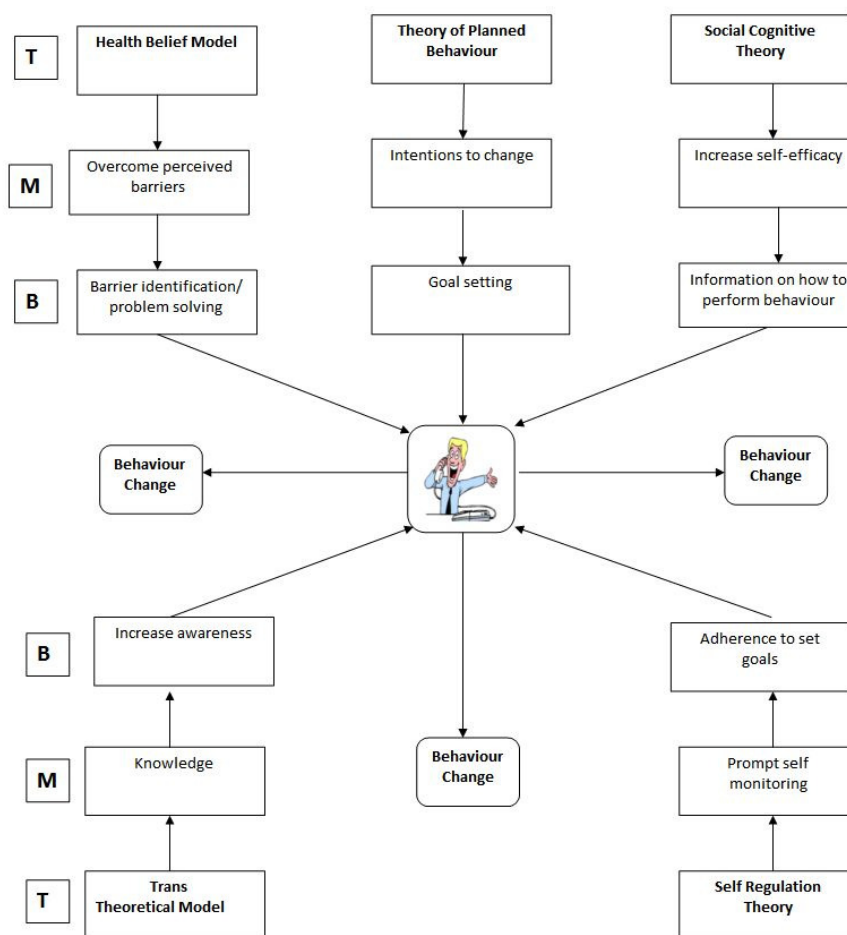 T
Health Belief Model
Theory of Planned
Behaviour
Social Cognitive
Theory
M
Overcome perceived
barriers
Intentions to change
Increase self-efficacy
B
Barrier identification/
problem solving
Goal setting
Information on how to
perform behaviour
Behaviour
Change
Behaviour
Change
B
Increase awareness
Adherence to set
goals
M
Knowledge
Behaviour
Change
Prompt self
monitoring
T
Trans
Theoretical Model
Self Regulation
Theory